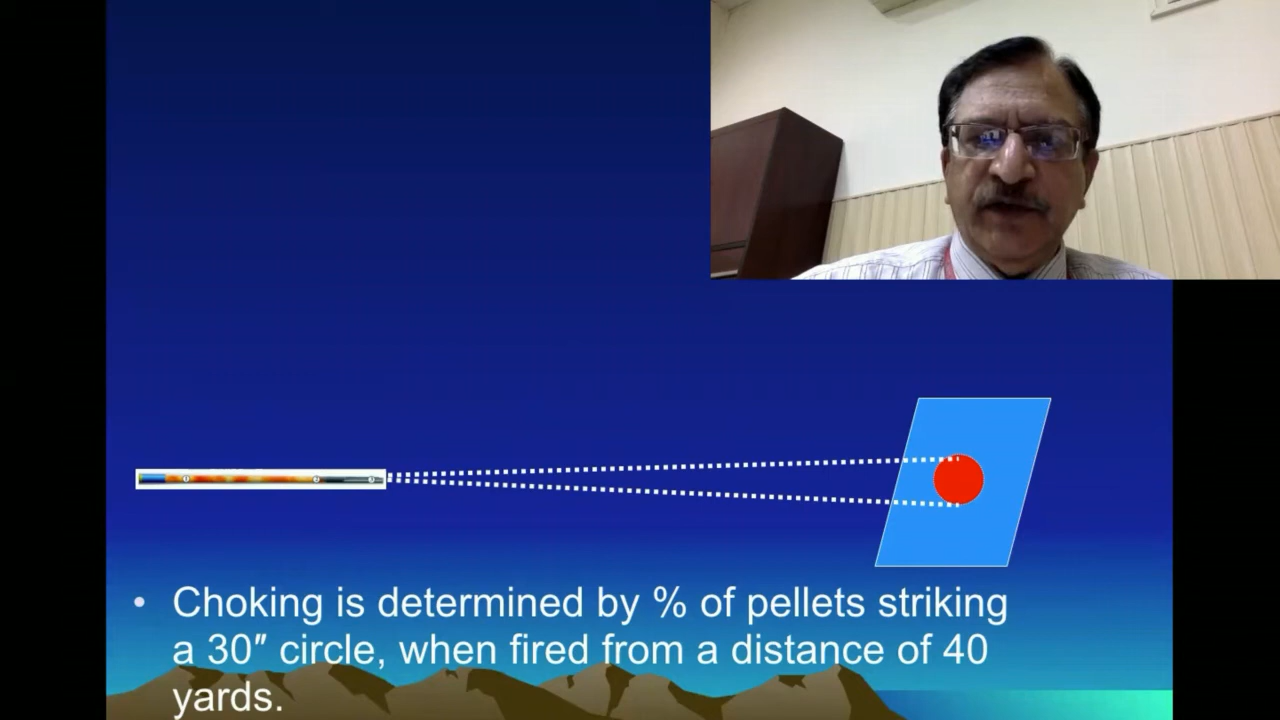 • Choking is determined by % of pellets striking
a 30″ circle, when fired from a distance of 40
yards.